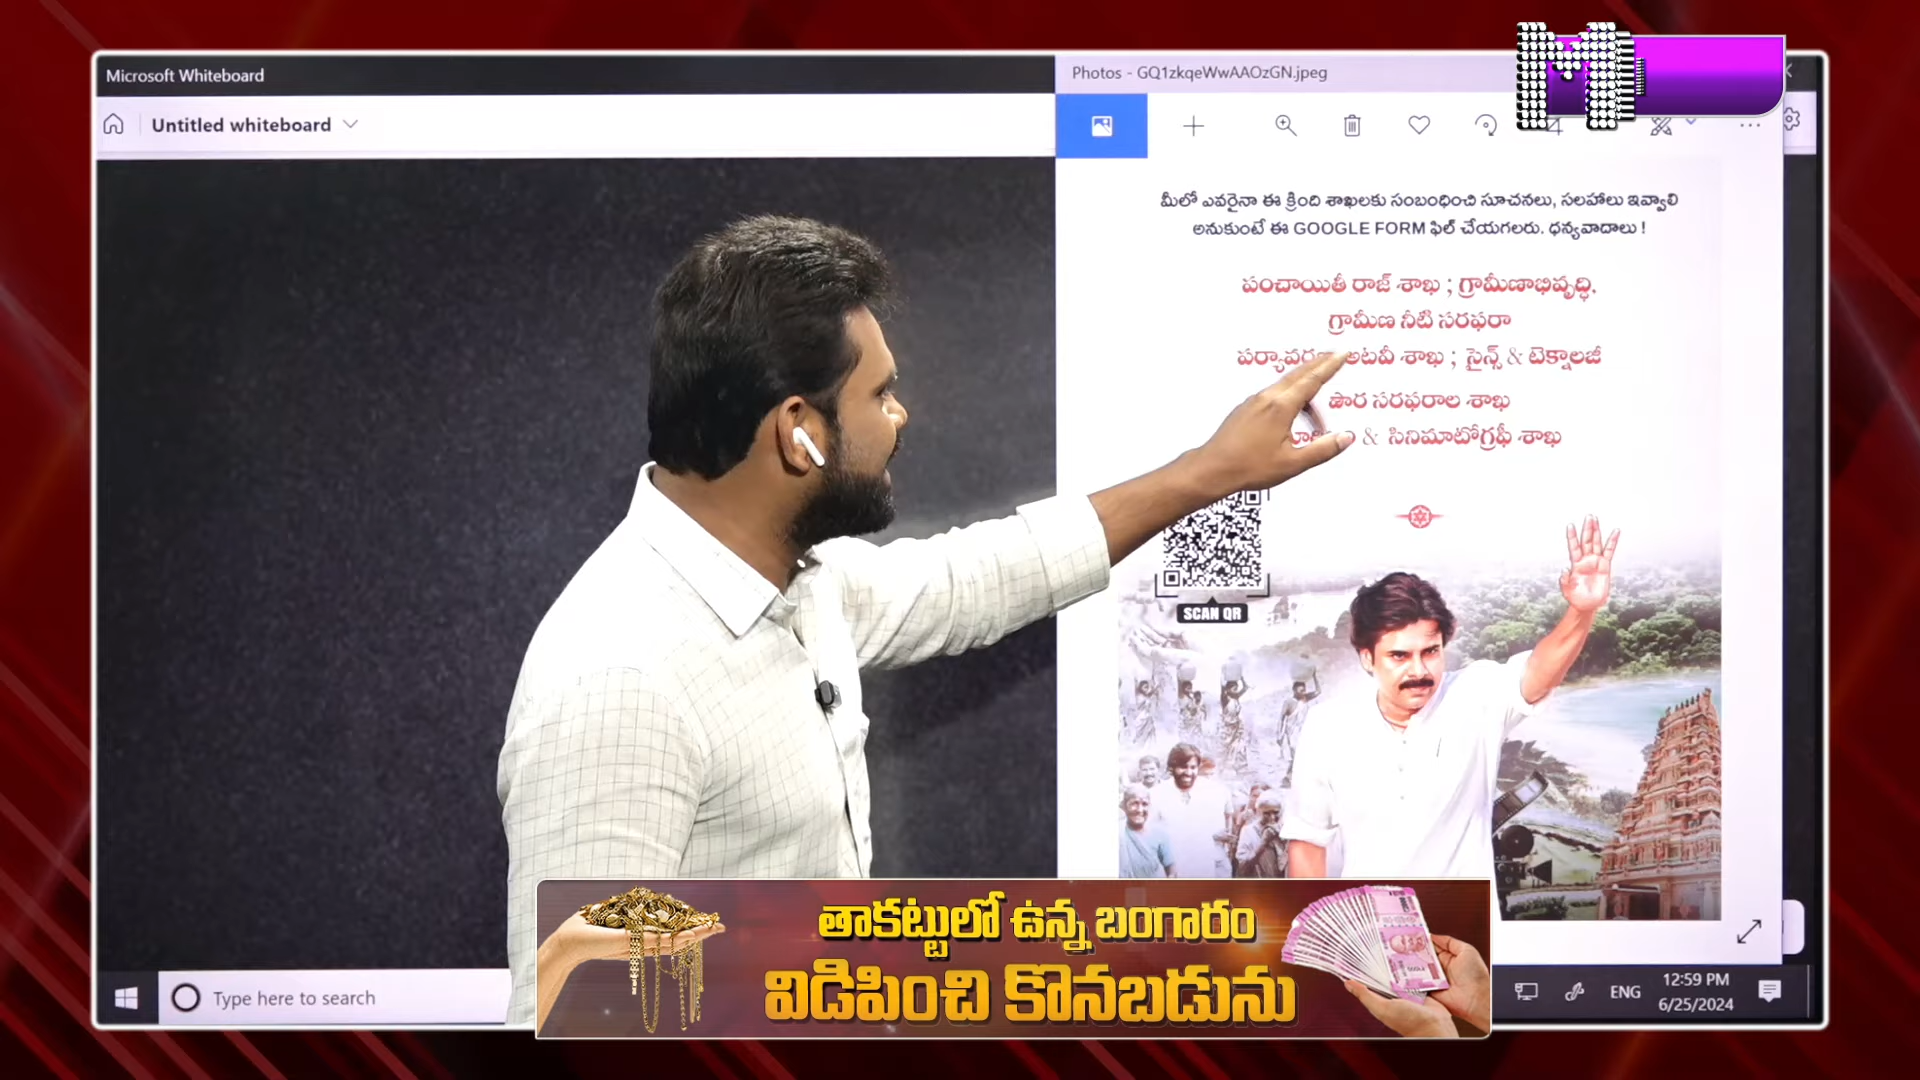 Microsoft Whiteboard
Untitled whiteboard
Photos - GQ1zkqeWwAAOzGN.jpeg
మీలో ఎవరైనా ఈ క్రింది శాఖలకు సంబంధించి సూచనలు, సలహాలు ఇవ్వాలి
అనుకుంటే ఈ GOOGLE FORM ఫిల్ చేయగలరు. ధన్యవాదాలు !
పంచాయితీ రాజ్ శాఖ ; గ్రామీణాభివృద్ధి,
గ్రామీణ నీటి సరఫరా
అటవీ శాఖ ; సైన్స్ & టెక్నాలజీ
పౌర సరఫరాల శాఖ
& సినిమాటోగ్రఫీ శాఖ
SCAN QR
తాకట్టులో ఉన్న బంగారం
విడిపించి కొనబడును
Type here to search
ENG
12:59 PM
6/25/2024